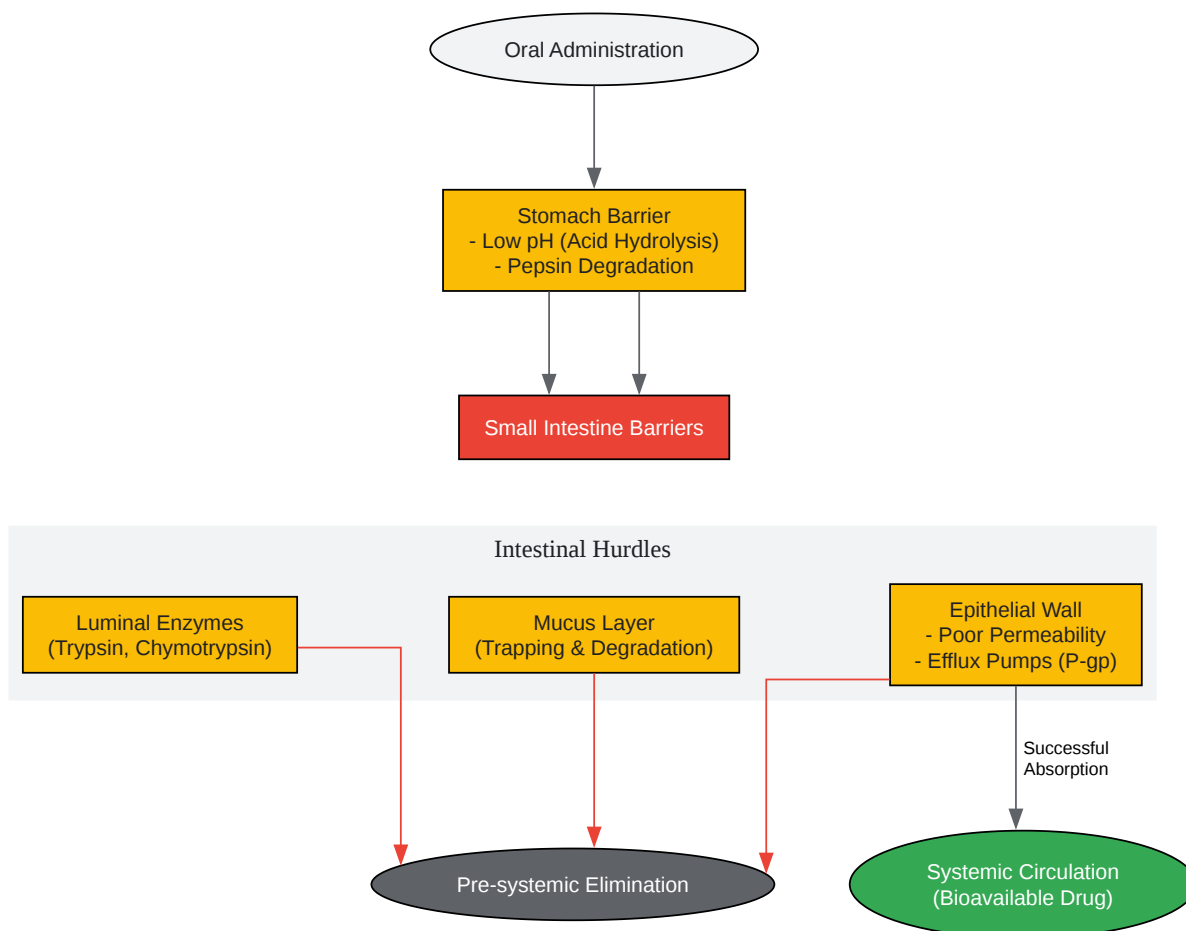 Oral Administration
Stomach Barrier
- Low pH (Acid Hydrolysis)
- Pepsin Degradation
Small Intestine Barriers
Intestinal Hurdles
Luminal Enzymes
(Trypsin, Chymotrypsin)
Mucus Layer
(Trapping & Degradation)
Epithelial Wall
- Poor Permeability
- Efflux Pumps (P-gp)
Successful
Absorption
Pre-systemic Elimination
Systemic Circulation
(Bioavailable Drug)